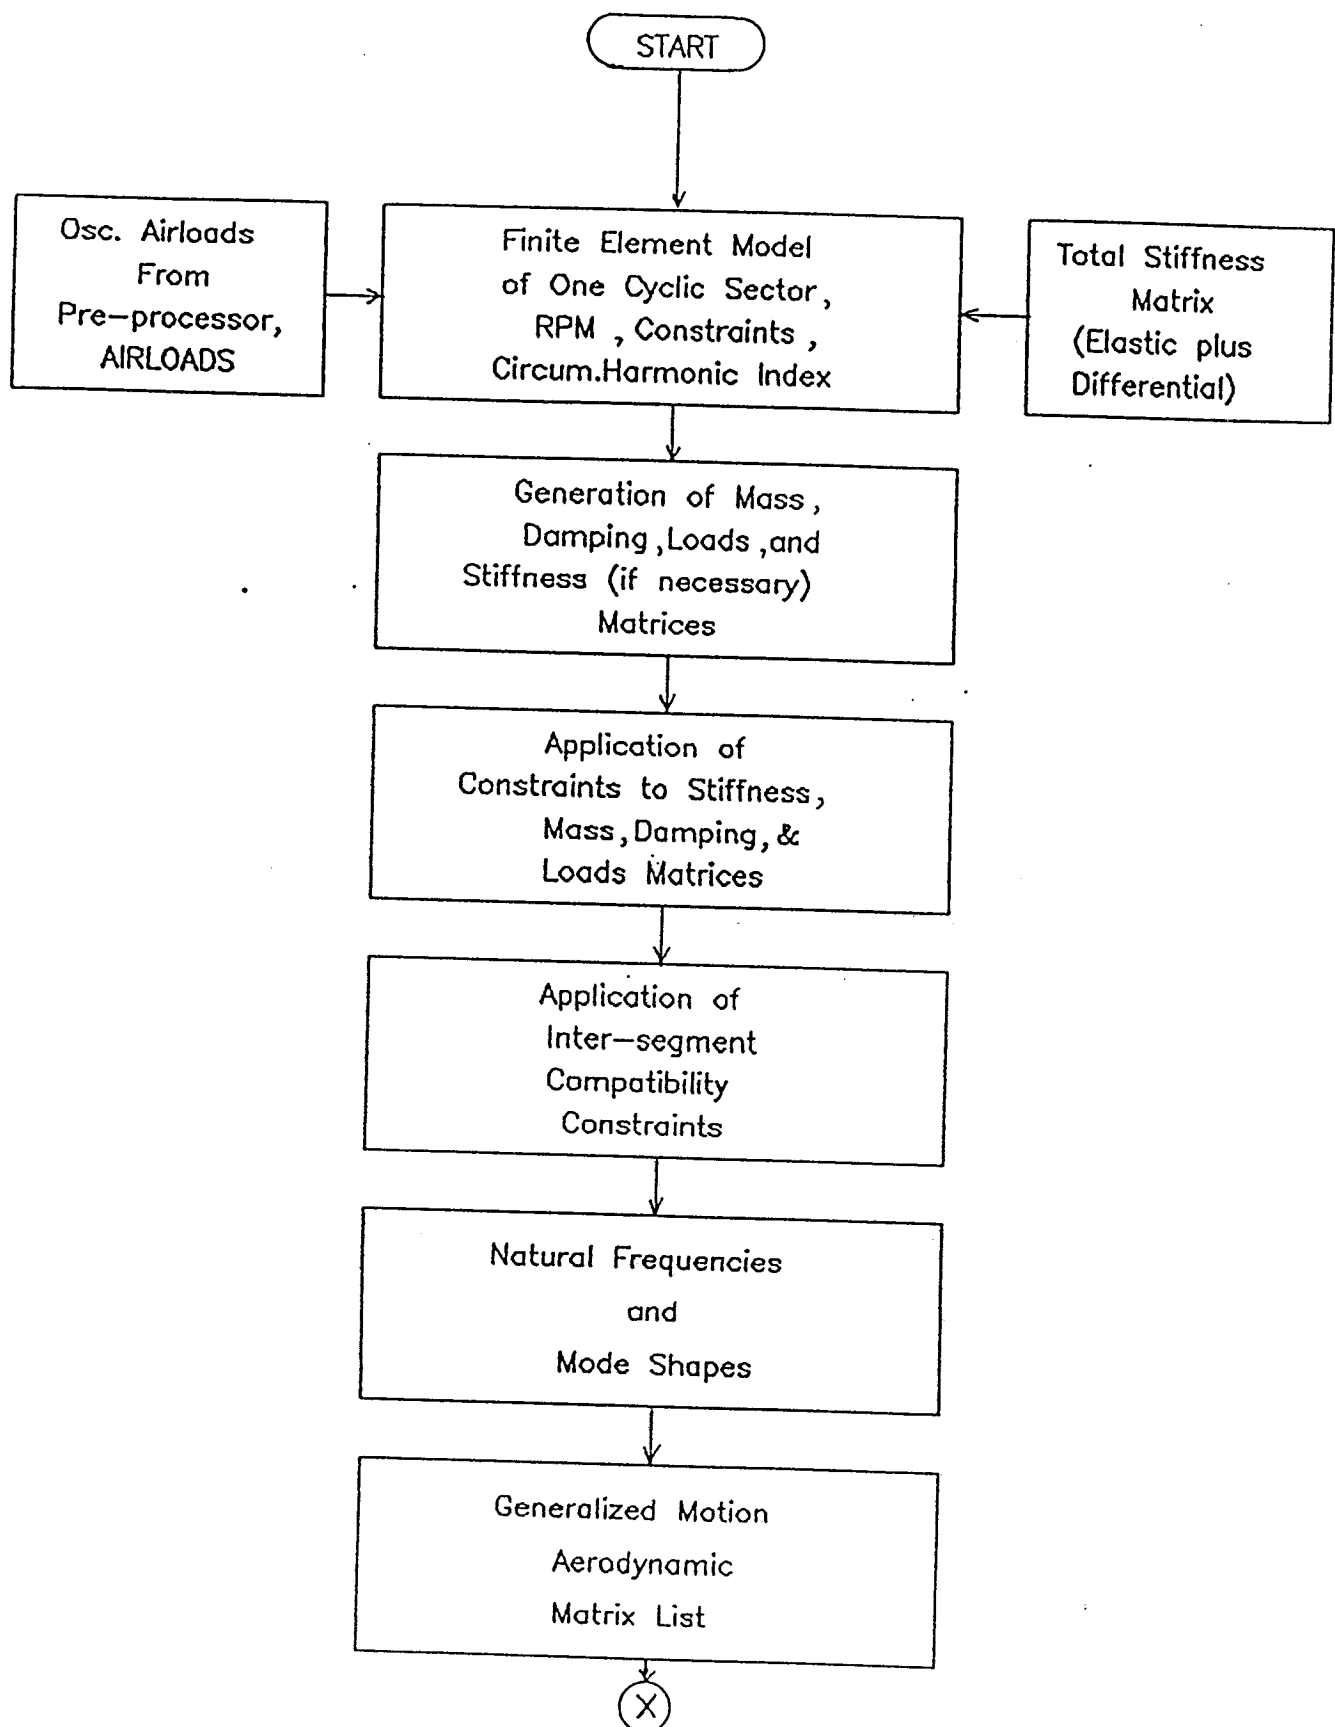 START
Osc. Airloads
From
Pre-processor,
AIRLOADS
Finite Element Model
of One Cyclic Sector,
RPM , Constraints ,
Circum.Harmonic Index
Total Stiffness
Matrix
(Elastic plus
Differential)
Generation of Mass,
Damping,Loads,and
Stiffness (if necessary)
Matrices
Application of
Constraints to Stiffness,
Mass,Damping,&
Loads Matrices
Application of
Inter-segment
Compatibility
Constraints
Natural Frequencies
and
Mode Shapes
Generalized Motion
Aerodynamic
Matrix List
X